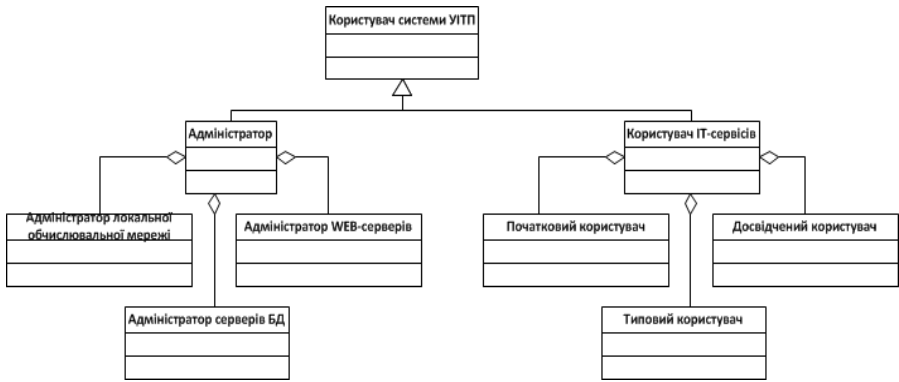 Користувач системи УІТП
Адміністратор
Користувач ІТ-сервісів
Адміністратор локальної
обчислювальної мережі
Адміністратор WEB-серверів
Початковий користувач
Досвідчений користувач
Адміністратор серверів БД
Типовий користувач